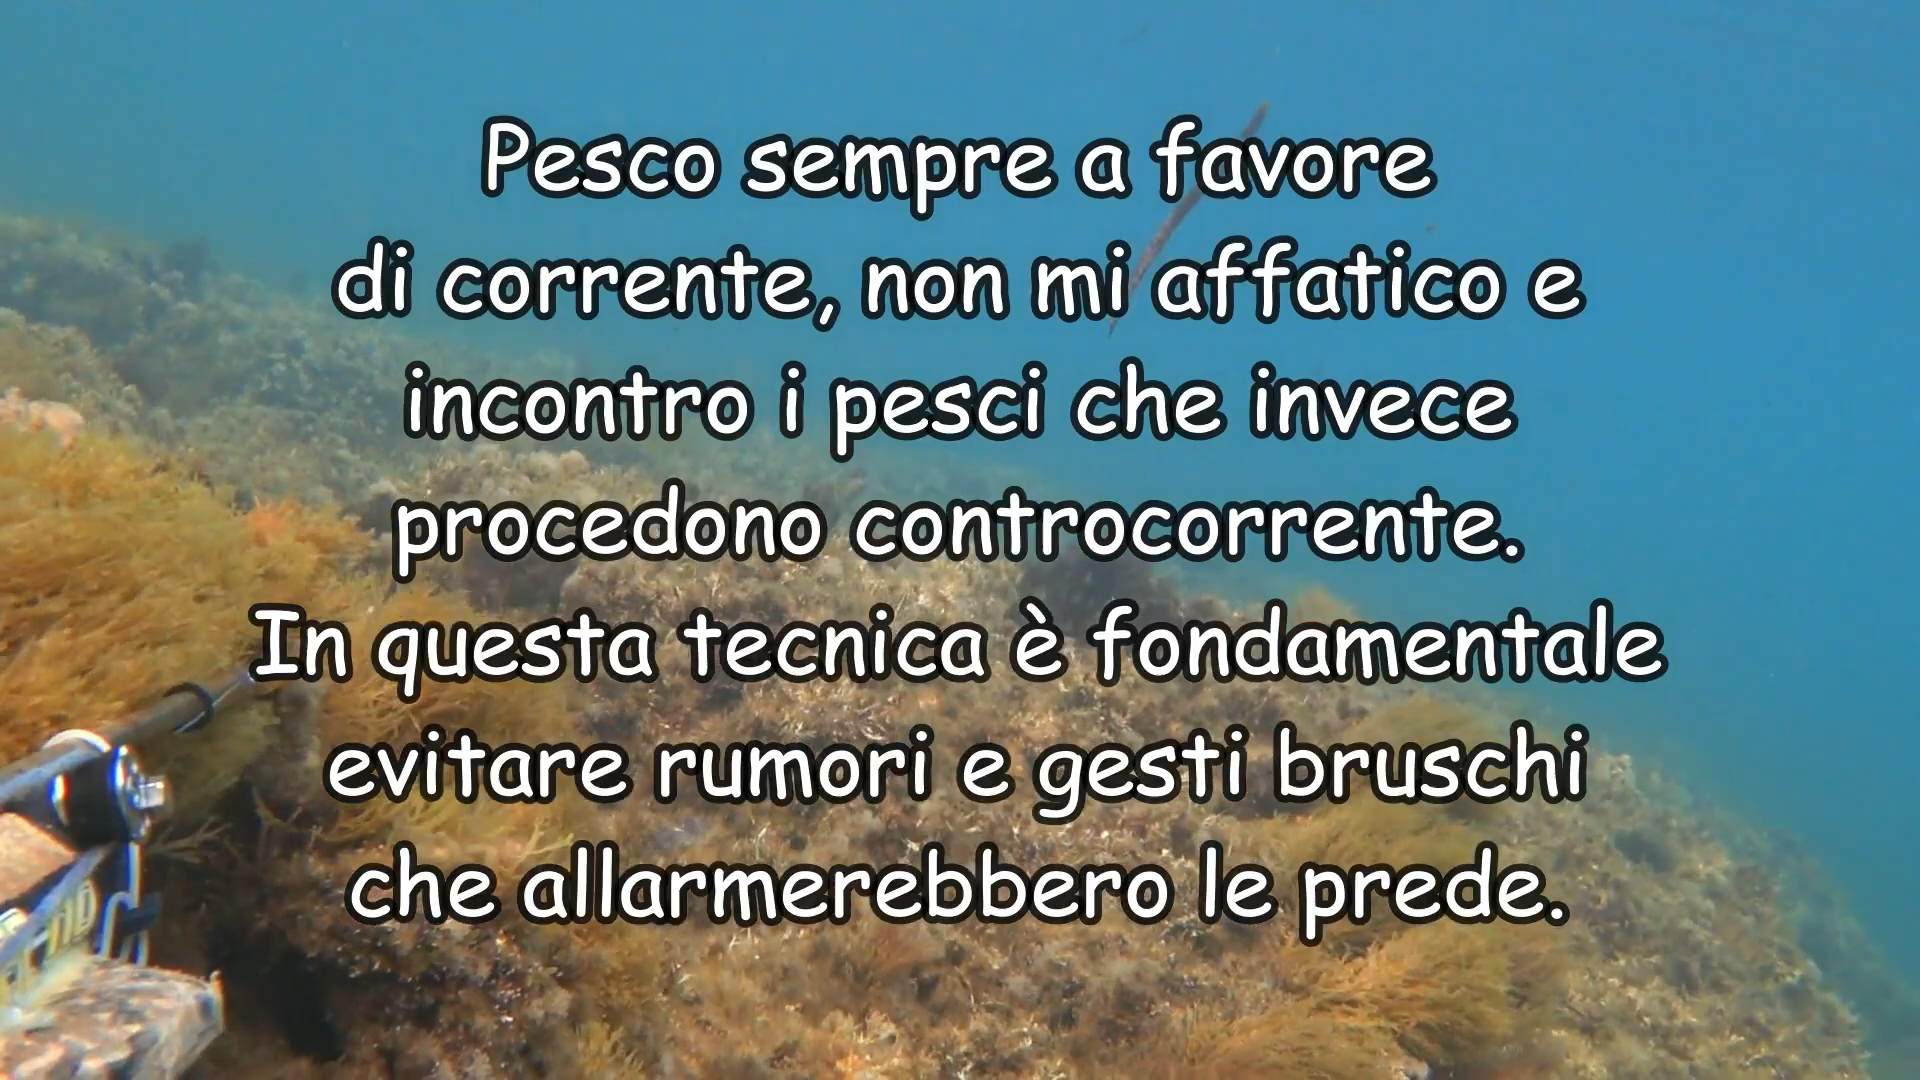 Pesco sempre a favore
di corrente, non mi affatico e
incontro i pesci che invece
procedono controcorrente.
In questa tecnica è fondamentale
evitare rumori e gesti bruschi
che allarmerebbero le prede.